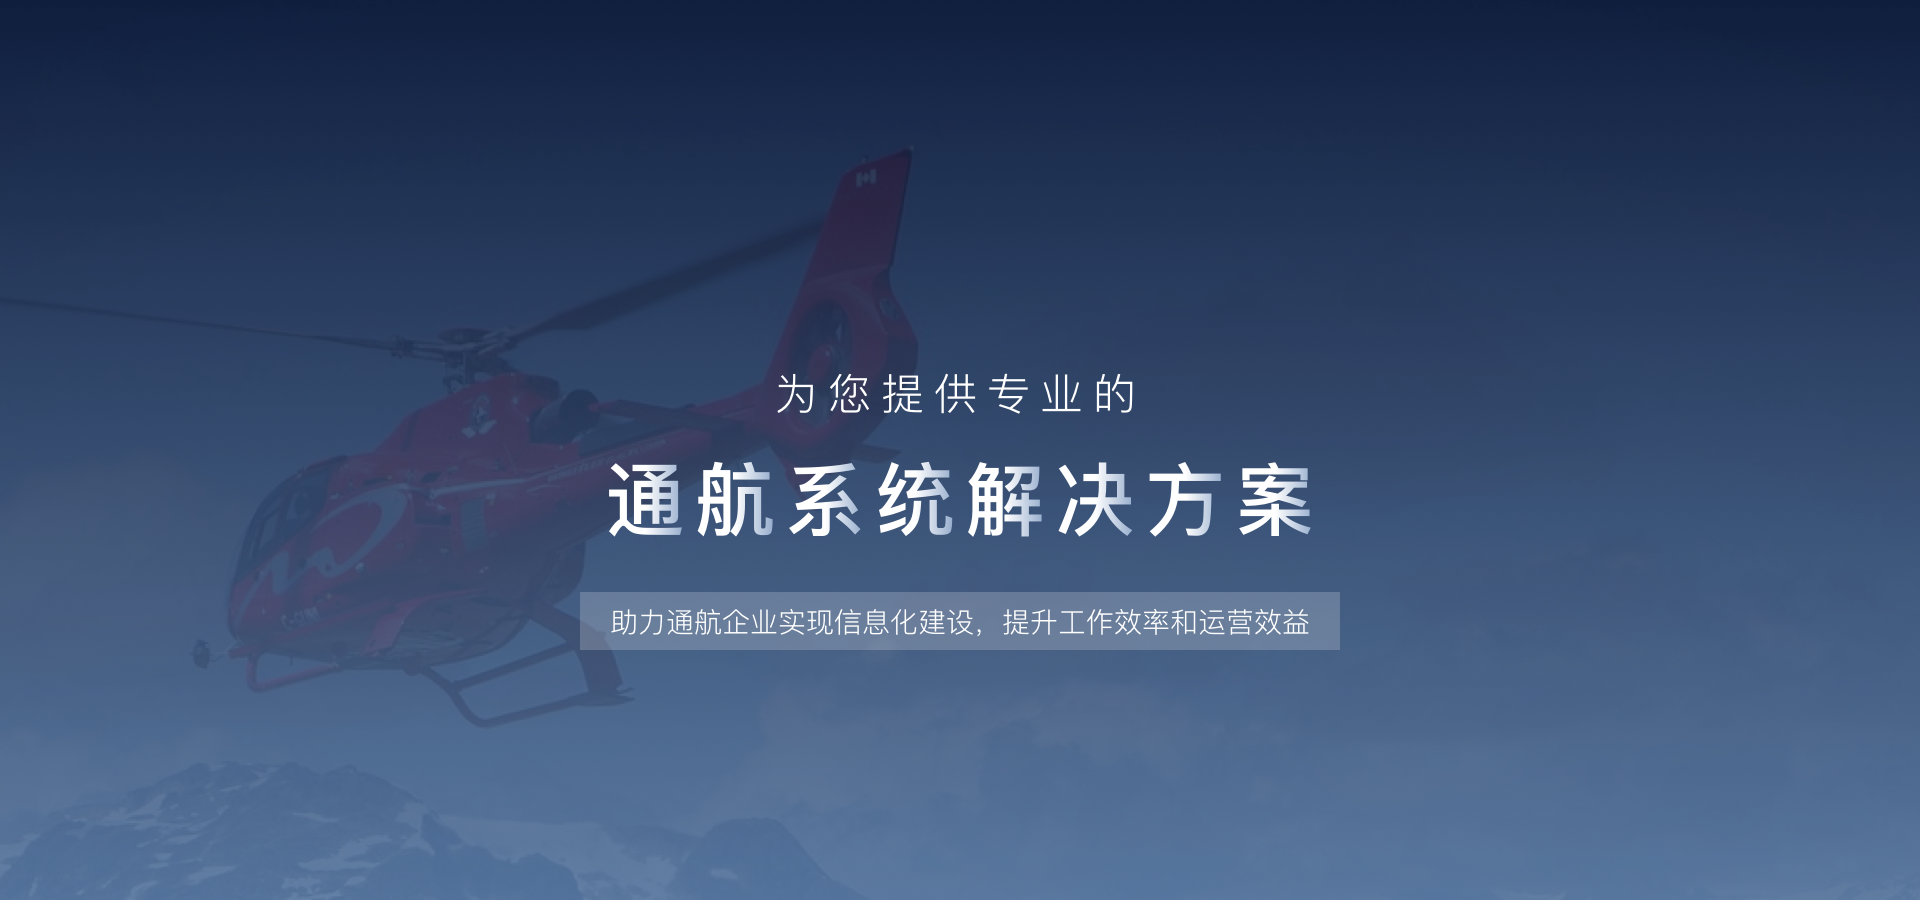 为您提供专业的
通航系统解决方案
助力通航企业实现信息化建设，提升工作效率和运营效益